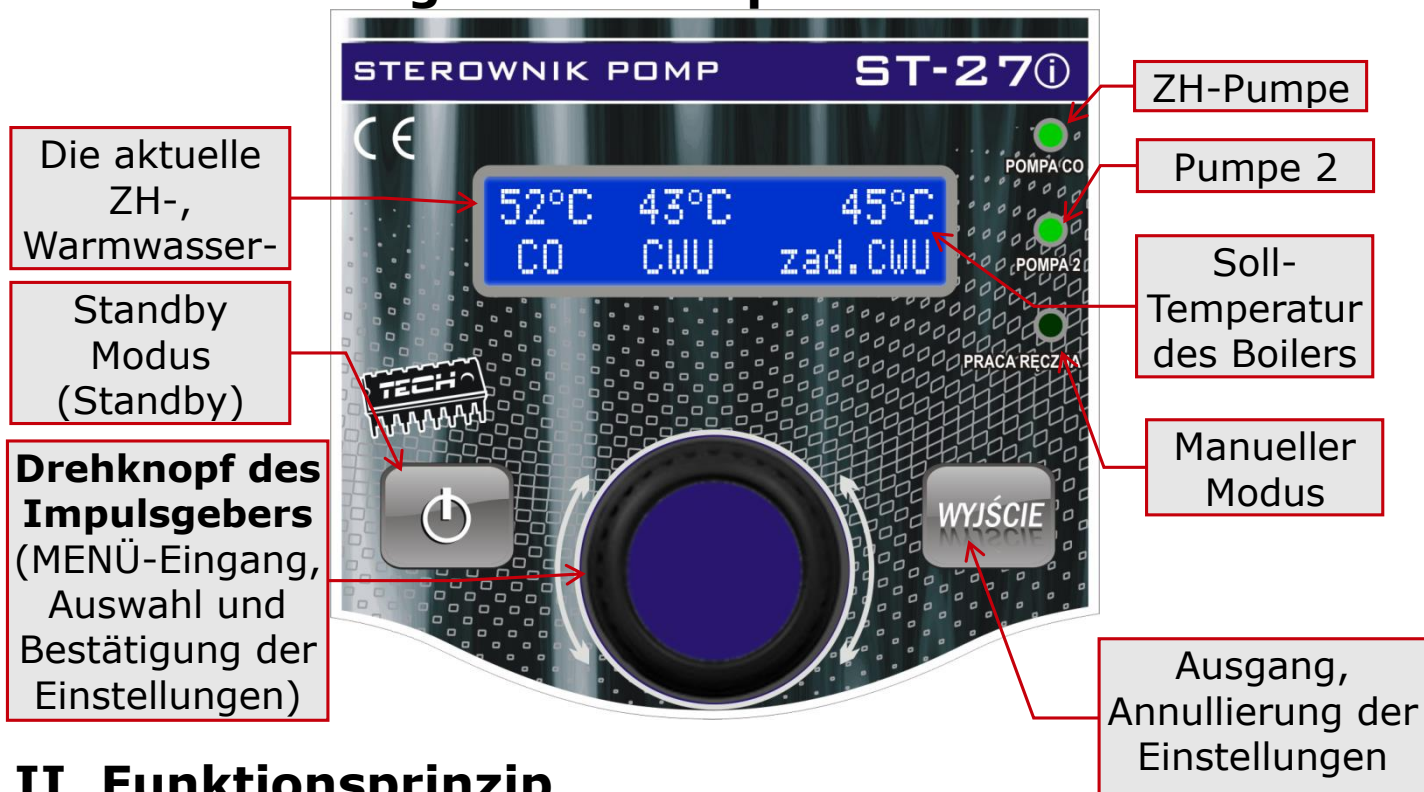 STEROWNIK POMP ST-27i
POMPA CO
POMPA 2
PRACA RĘCZNA
52°C 43°C 45°C
CO CWU zad.CWU
TECH
WYJŚCIE
Die aktuelle
ZH-,
Warmwasser-
Standby
Modus
(Standby)
Drehknopf des
Impulsgebers
(MENÜ-Eingang,
Auswahl und
Bestätigung der
Einstellungen)
ZH-Pumpe
Pumpe 2
Soll-
Temperatur
des Boilers
Manueller
Modus
Ausgang,
Annullierung der
Einstellungen
II. Funktionsprinzip